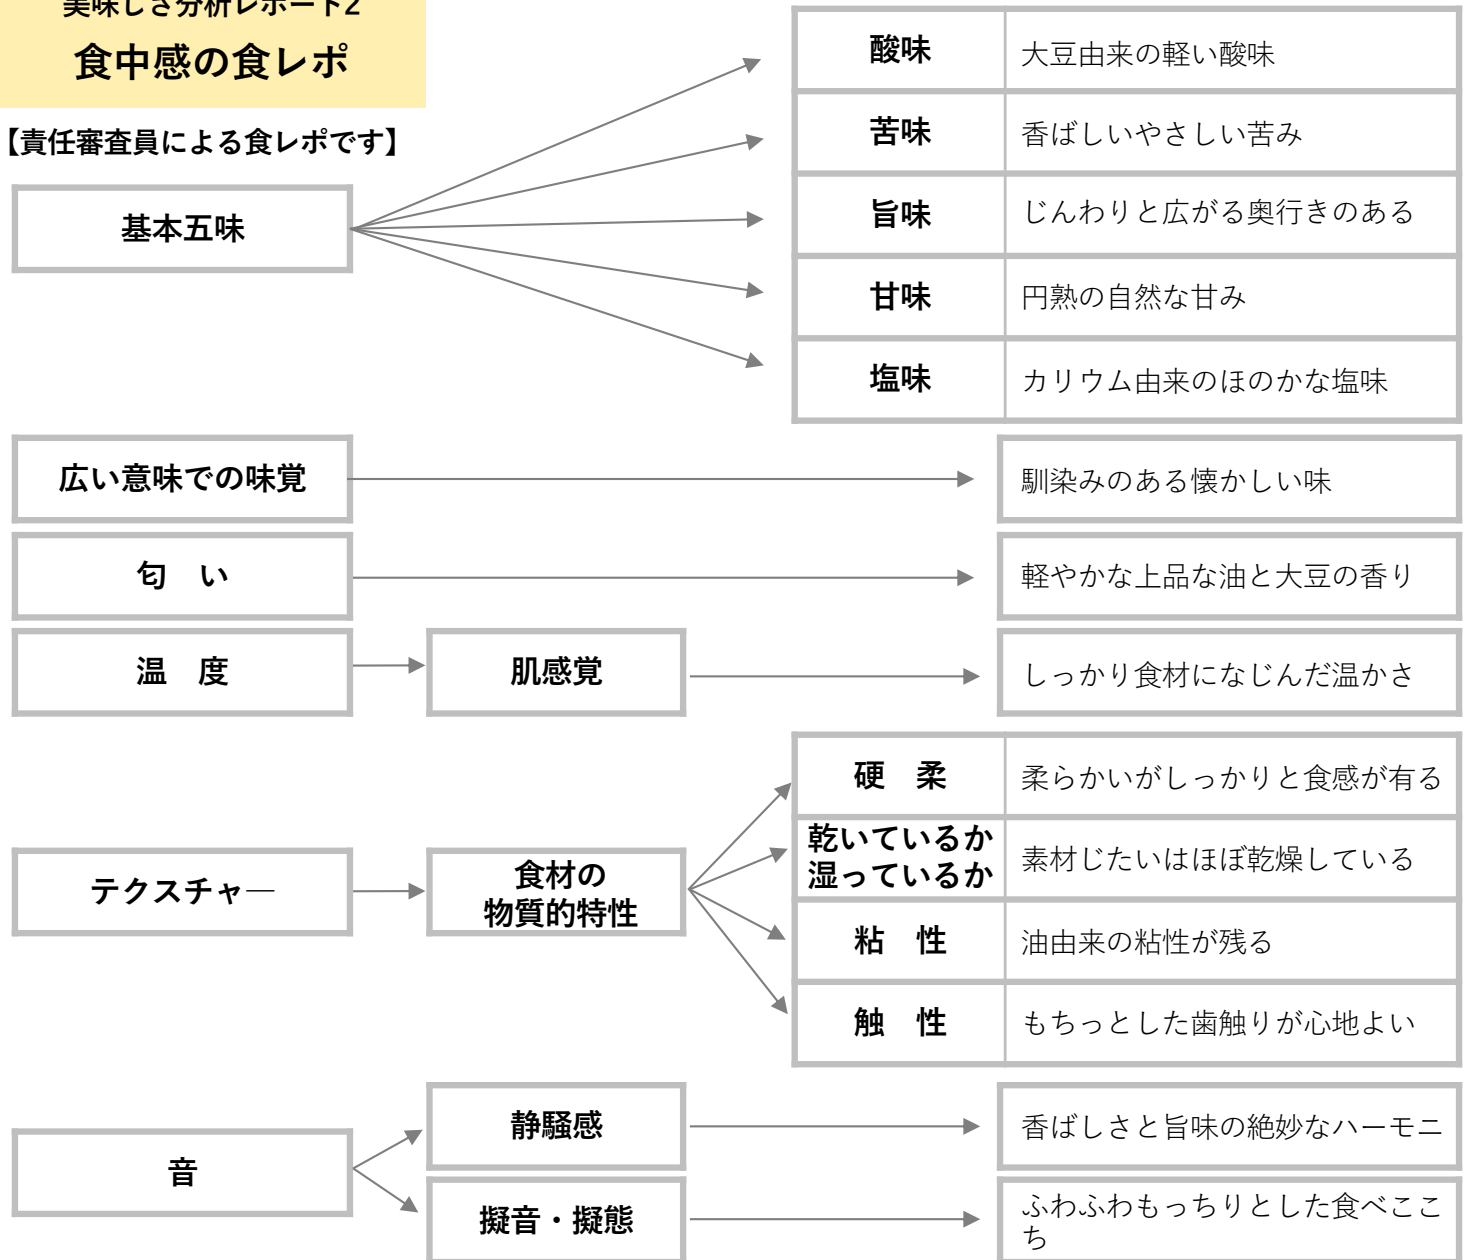 美味しさ分析レポート2
食中感の食レポ
【責任審査員による食レポです】
基本五味
酸味 大豆由来の軽い酸味
苦味 香ばしいやさしい苦み
旨味 じんわりと広がる奥行きのある
甘味 円熟の自然な甘み
塩味 カリウム由来のほのかな塩味
広い意味での味覚 馴染みのある懐かしい味
匂　い 軽やかな上品な油と大豆の香り
温　度 肌感覚 しっかり食材になじんだ温かさ
テクスチャー 食材の
物質的特性
硬　柔 柔らかいがしっかりと食感が有る
乾いているか
湿っているか 素材じたいはほぼ乾燥している
粘　性 油由来の粘性が残る
触　性 もちっとした歯触りが心地よい
音
静騒感 香ばしさと旨味の絶妙なハーモニ
擬音・擬態 ふわふわもっちりとした食べここ
ち